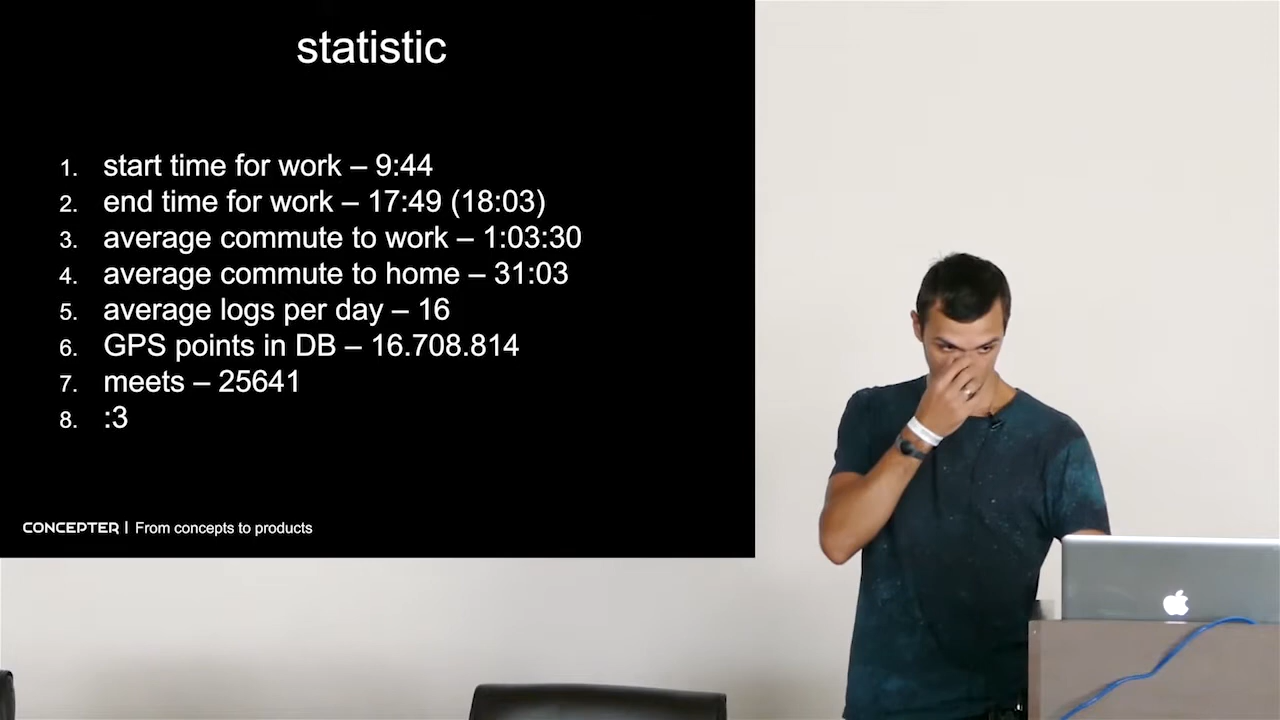 statistic
1. start time for work – 9:44
2. end time for work – 17:49 (18:03)
3. average commute to work – 1:03:30
4. average commute to home – 31:03
5. average logs per day – 16
6. GPS points in DB – 16.708.814
7. meets – 25641
8. :3
CONCEPTER | From concepts to products